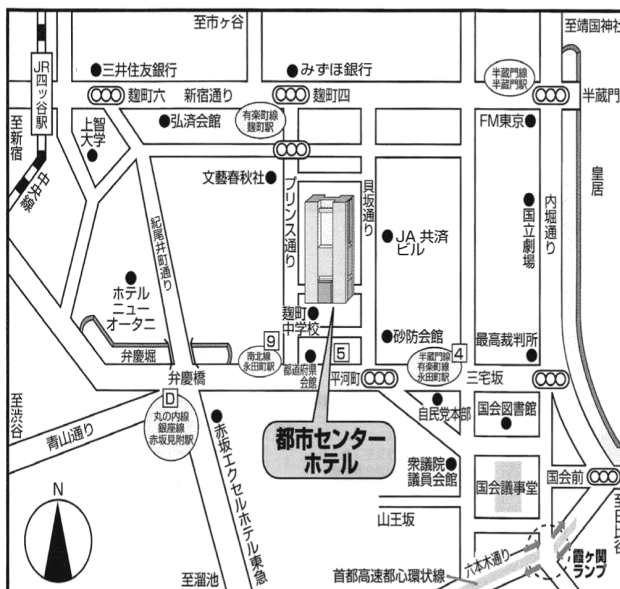 至市ヶ谷
至靖国神社
JR四ッ谷駅
三井住友銀行
みずほ銀行
半蔵門線
半蔵門駅
麹町六
新宿通り
麹町四
半蔵門
至新宿
上智
大学
弘済会館
有楽町線
麹町駅
FM東京
中央線
皇居
文藝春秋社
プリンス通り
貝坂通り
紀尾井町通り
JA 共済
ビル
国立劇場
内堀通り
ホテル
ニュー
オータニ
麹町
中学校
砂防会館
最高裁判所
弁慶堀
9
南北線
永田町駅
都道府県
会館
5
平河町
半蔵門線
有楽町線
永田町駅
4
三宅坂
弁慶橋
D
丸の内線
銀座線
赤坂見附駅
至渋谷
青山通り
赤坂エクセルホテル東急
都市センター
ホテル
自民党本部
国会図書館
衆議院
議員会館
国会議事堂
国会前
至日比谷
N
山王坂
六本木通り
霞ヶ関
ランプ
至溜池
首都高速都心環状線